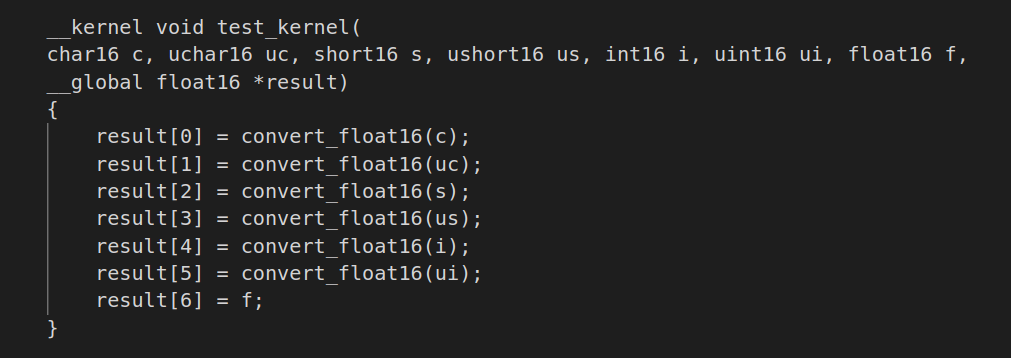 __kernel void test_kernel(
char16 c, uchar16 uc, short16 s, ushort16 us, int16 i, uint16 ui, float16 f,
__global float16 *result)
{
    result[0] = convert_float16(c);
    result[1] = convert_float16(uc);
    result[2] = convert_float16(s);
    result[3] = convert_float16(us);
    result[4] = convert_float16(i);
    result[5] = convert_float16(ui);
    result[6] = f;
}